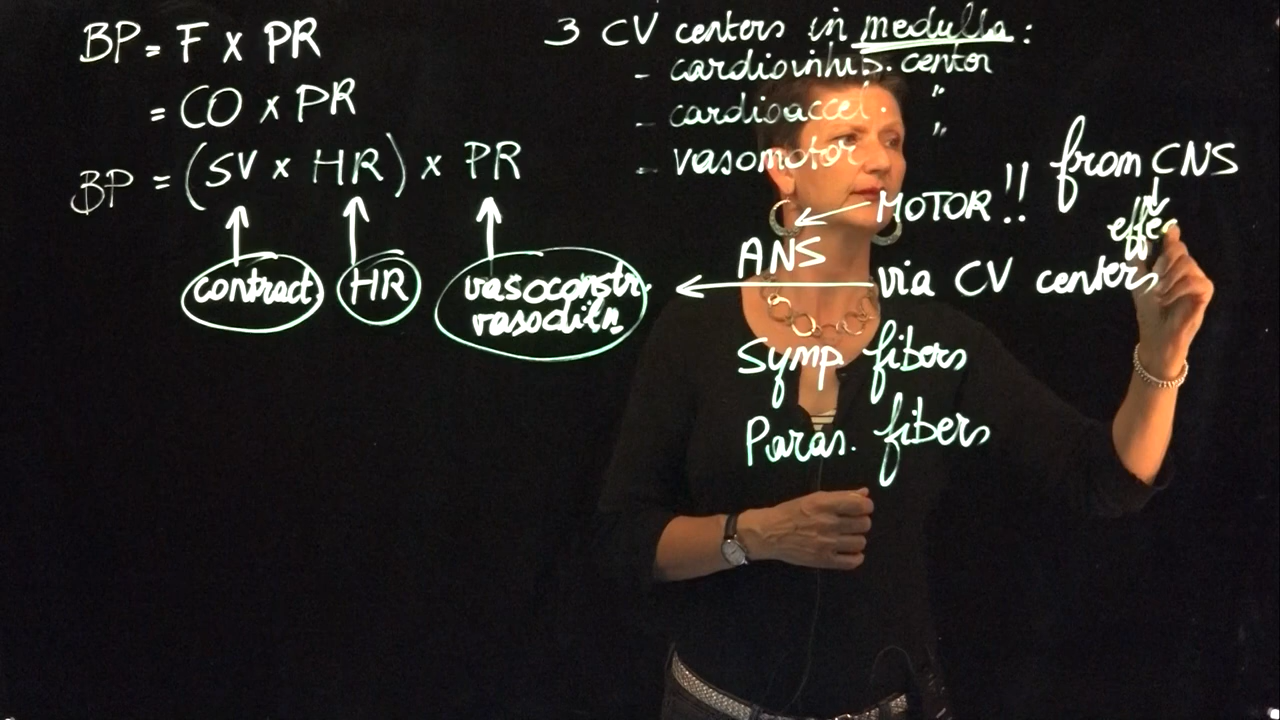 BP = F x PR
= CO x PR
BP = (SV x HR) x PR
contract.
HR
vasoconstr.
vasodil'n
3 CV centers in medulla:
- cardioinhib. center
- cardioaccel. "
- vasomotor "
MOTOR!!
from CNS
effe
ANS
via CV centers
Symp fibers
Paras. fibers